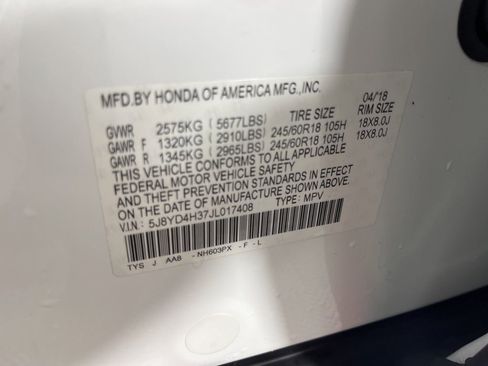 MFD.BY HONDA OF AMERICA MFG.,INC. 04/18
GVWR 2575KG (5677LBS) TIRE SIZE RIM SIZE
GAWR F 1320KG (2910LBS) 245/60R18 105H 18X8.0J
GAWR R 1345KG (2965LBS) 245/60R18 105H 18X8.0J
THIS VEHICLE CONFORMS TO ALL APPLICABLE
FEDERAL MOTOR VEHICLE SAFETY
AND THEFT PREVENTION STANDARDS IN EFFECT
ON THE DATE OF MANUFACTURE SHOWN ABOVE.
V.I.N.: 5J8YD4H37JL017408 TYPE: MPV
TYS J AA8 -NH603PX -F -L